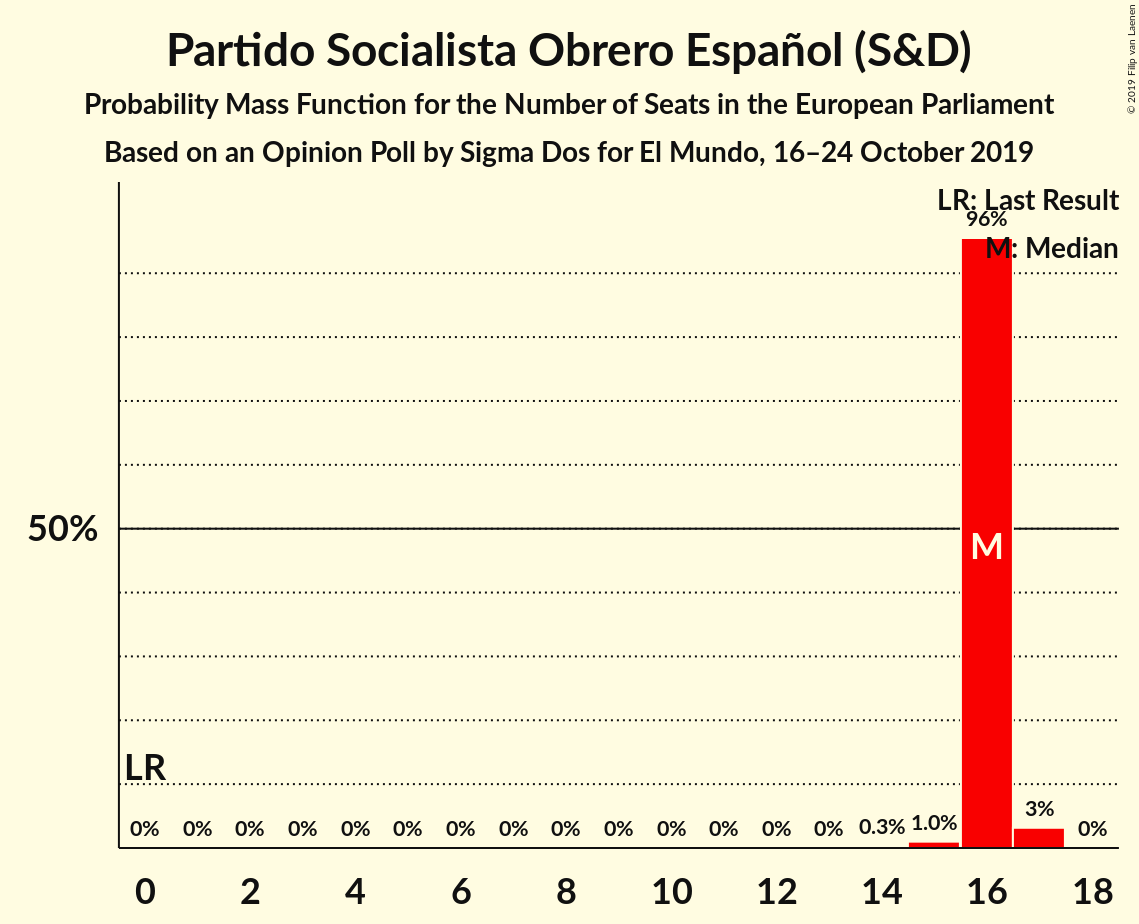 Partido Socialista Obrero Español (S&D)
Probability Mass Function for the Number of Seats in the European Parliament
Based on an Opinion Poll by Sigma Dos for El Mundo, 16–24 October 2019
© 2019 Filip van Laenen
LR: Last Result
96%
M: Median
50%
M
LR
0% 0% 0% 0% 0% 0% 0% 0% 0% 0% 0% 0% 0% 0% 0.3% 1.0% 3% 0%
0 2 4 6 8 10 12 14 16 18